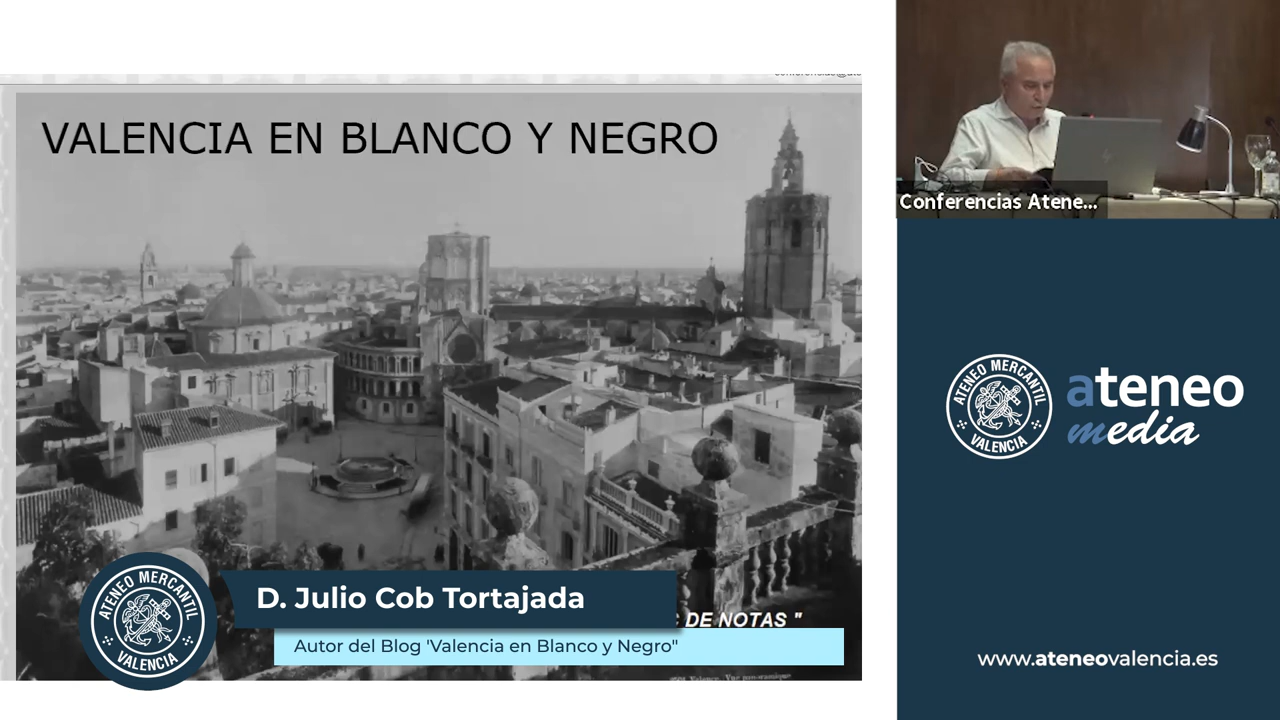 VALENCIA EN BLANCO Y NEGRO
DE NOTAS "
D. Julio Cob Tortajada
Autor del Blog 'Valencia en Blanco y Negro"
ATENEO MERCANTIL
VALENCIA
Conferencias Atene...
ATENEO MERCANTIL
VALENCIA
ateneo
media
www.ateneovalencia.es